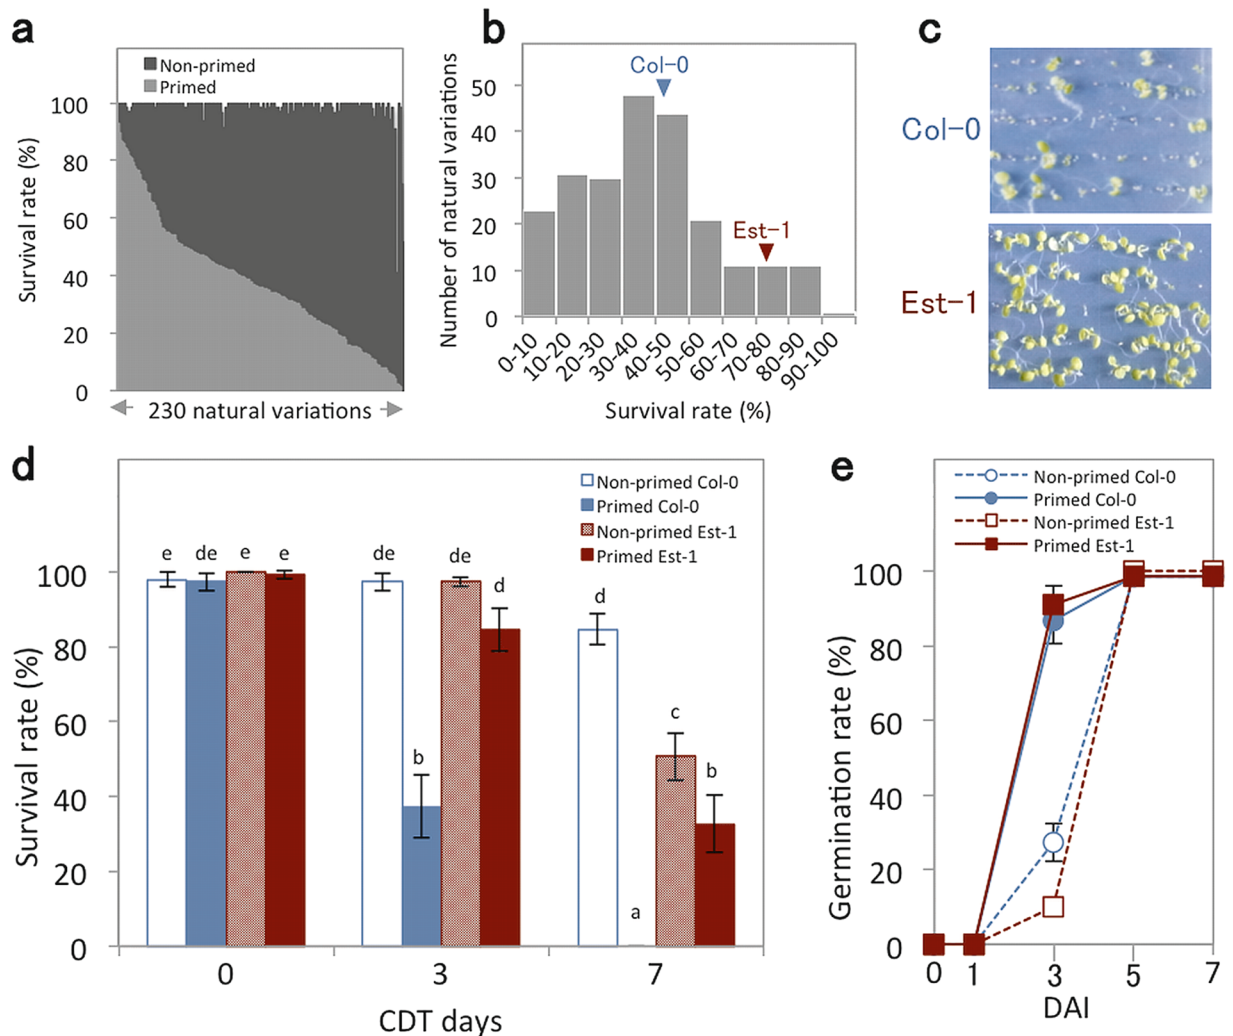 a
Non-primed
Primed
Survival rate (%)
100
80
60
40
20
0
230 natural variations
b
Number of natural variations
50
40
30
20
10
0
Col-0
Est-1
0-10
10-20
20-30
30-40
40-50
50-60
60-70
70-80
80-90
90-100
Survival rate (%)
c
Col-0
Est-1
d
Survival rate (%)
100
80
60
40
20
0
Non-primed Col-0
Primed Col-0
Non-primed Est-1
Primed Est-1
e de e e
de b de d
d a c b
0 3 7
CDT days
e
Germination rate (%)
100
80
60
40
20
0
Non-primed Col-0
Primed Col-0
Non-primed Est-1
Primed Est-1
0 1 3 5 7
DAI